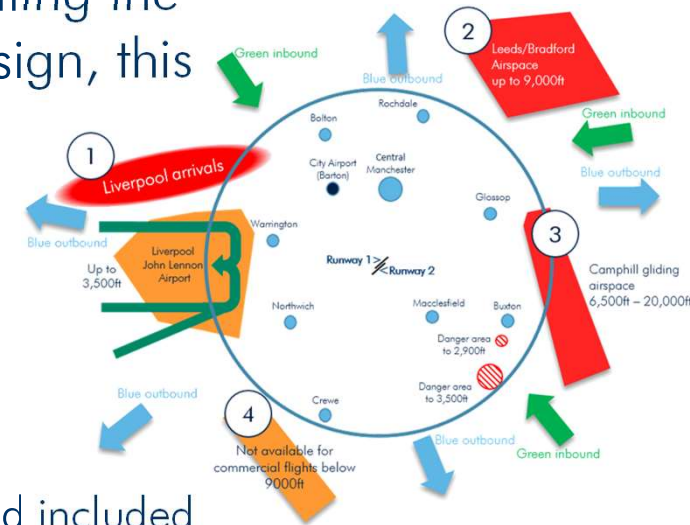 sign, this
Green inbound
Blue outbound
2
Leeds/Bradford
Airspace
up to 9,000ft
Green inbound
Blue outbound
Rochdale
Bolton
City Airport
(Barton)
Central
Manchester
Glossop
1
Liverpool arrivals
Blue outbound
Up to
3,500ft
Liverpool
John Lennon
Airport
Warrington
Runway 1>
<Runway 2
3
Camphill gliding
airspace
6,500ft – 20,000ft
Northwich
Macclesfield
Buxton
Danger area
to 2,900ft
Danger area
to 3,500ft
Blue outbound
4
Crewe
Not available for
commercial flights below
9000ft
Blue outbound
Green inbound
d included